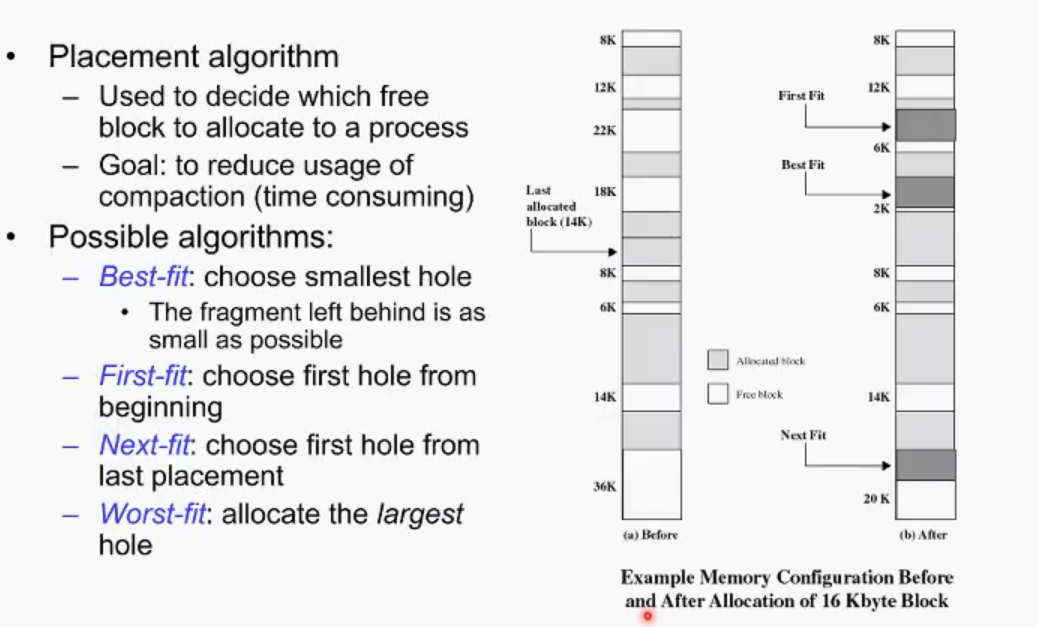 • Placement algorithm
– Used to decide which free
block to allocate to a process
– Goal: to reduce usage of
compaction (time consuming)
• Possible algorithms:
– Best-fit: choose smallest hole
• The fragment left behind is as
small as possible
– First-fit: choose first hole from
beginning
– Next-fit: choose first hole from
last placement
– Worst-fit: allocate the largest
hole
8K
12K
22K
18K
Last
allocated
block (14K)
8K
6K
14K
36K
(a) Before
Allocated block
Free block
8K
12K
First Fit
6K
Best Fit
2K
8K
6K
14K
Next Fit
20 K
(b) After
Example Memory Configuration Before
and After Allocation of 16 Kbyte Block